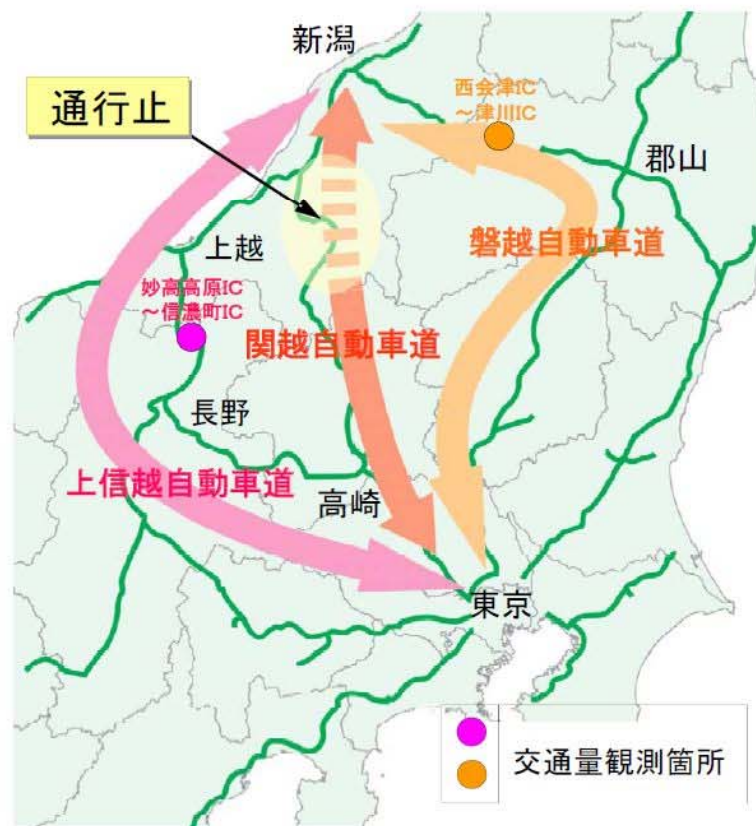 新潟
通行止
西会津IC
～津川IC
郡山
磐越自動車道
上越
妙高高原IC
～信濃町IC
関越自動車道
長野
上信越自動車道
高崎
東京
交通量観測箇所